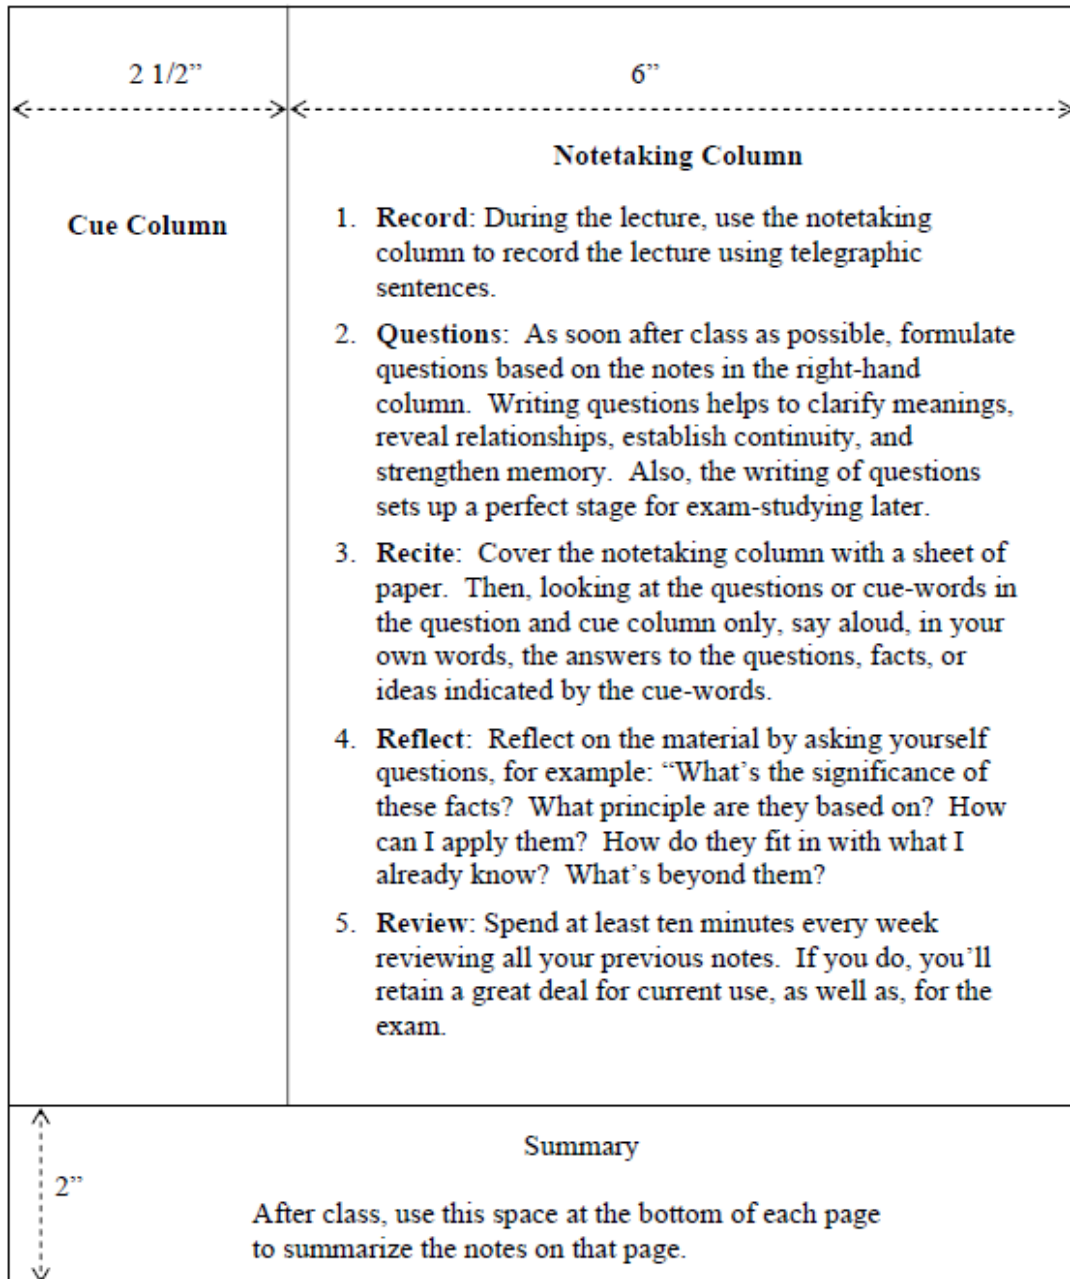 2 1/2”
6”
Notetaking Column
Cue Column
1. Record: During the lecture, use the notetaking
column to record the lecture using telegraphic
sentences.
2. Questions:  As soon after class as possible, formulate
questions based on the notes in the right-hand
column.  Writing questions helps to clarify meanings,
reveal relationships, establish continuity, and
strengthen memory.  Also, the writing of questions
sets up a perfect stage for exam-studying later.
3. Recite:  Cover the notetaking column with a sheet of
paper.  Then, looking at the questions or cue-words in
the question and cue column only, say aloud, in your
own words, the answers to the questions, facts, or
ideas indicated by the cue-words.
4. Reflect:  Reflect on the material by asking yourself
questions, for example: “What’s the significance of
these facts?  What principle are they based on?  How
can I apply them?  How do they fit in with what I
already know?  What’s beyond them?
5. Review: Spend at least ten minutes every week
reviewing all your previous notes.  If you do, you’ll
retain a great deal for current use, as well as, for the
exam.
Summary
2”
After class, use this space at the bottom of each page
to summarize the notes on that page.